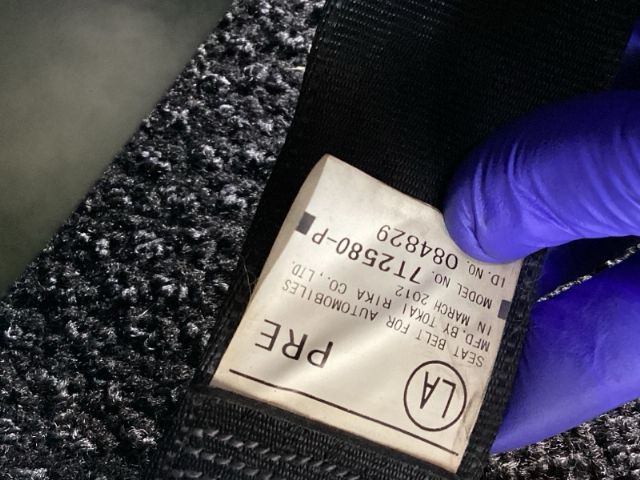 LA PRE
SEAT BELT FOR AUTOMOBILES
MFD. BY TOKAI RIKA CO., LTD.
IN MARCH 2012
MODEL NO. 7T2580-P
I.D. NO. 084829